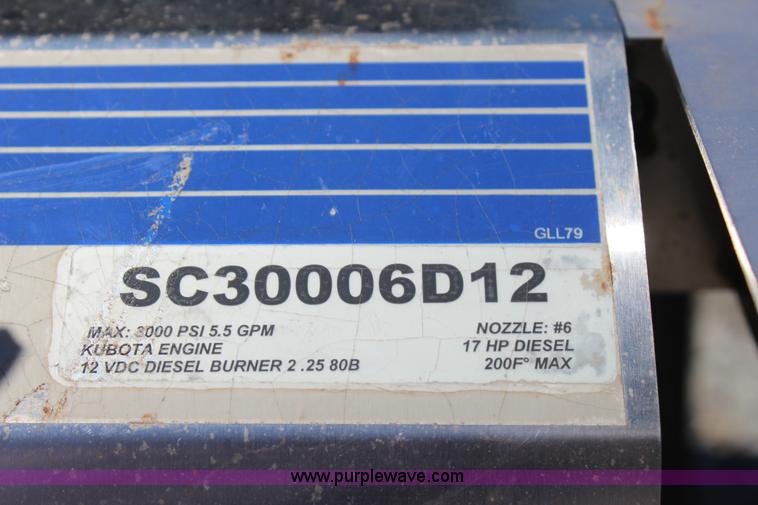 GLL79
SC30006D12
MAX: 3000 PSI 5.5 GPM NOZZLE: #6
KUBOTA ENGINE 17 HP DIESEL
12 VDC DIESEL BURNER 2 .25 80B 200F° MAX
www.purplewave.com